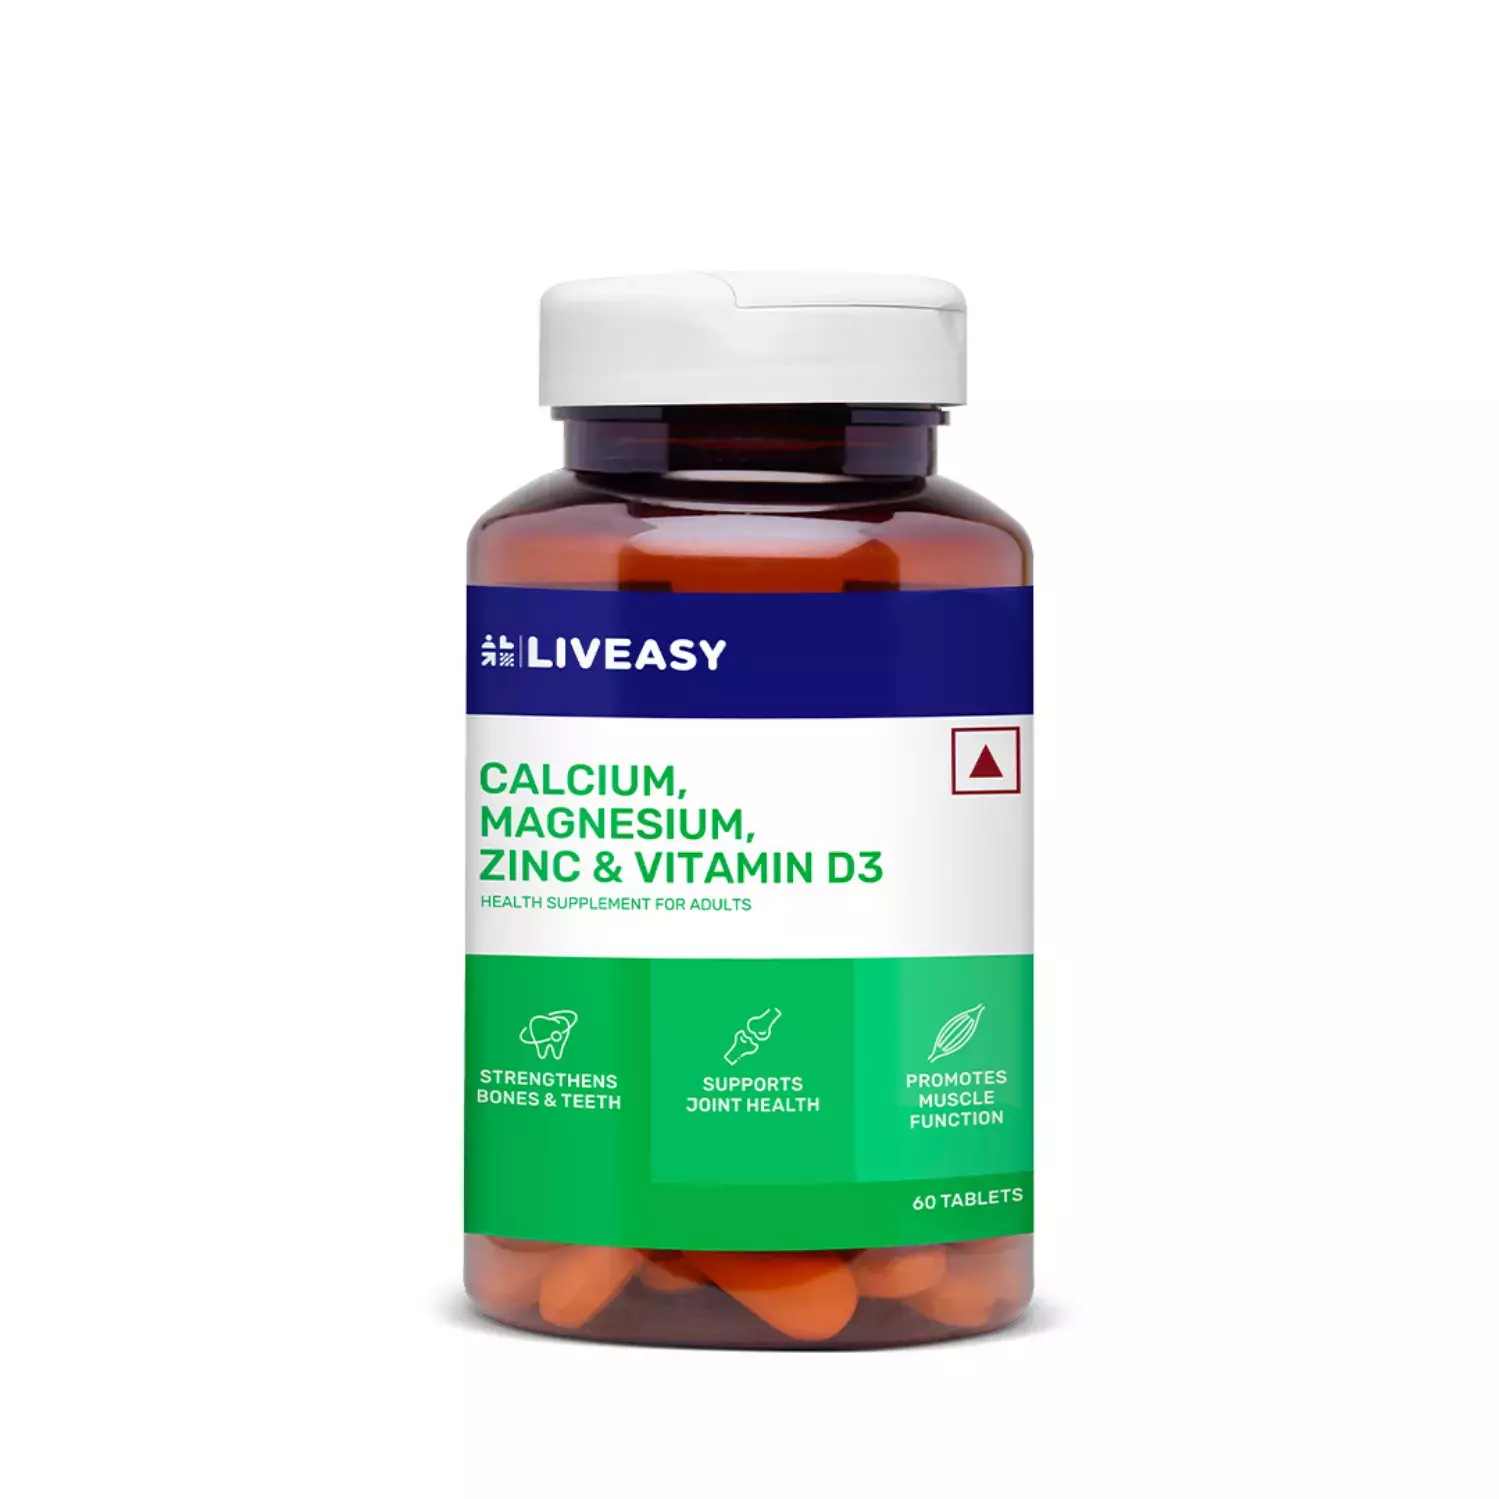 LIVEASY
CALCIUM,
MAGNESIUM,
ZINC & VITAMIN D3
HEALTH SUPPLEMENT FOR ADULTS
STRENGTHENS
BONES & TEETH
SUPPORTS
JOINT HEALTH
PROMOTES
MUSCLE
FUNCTION
60 TABLETS